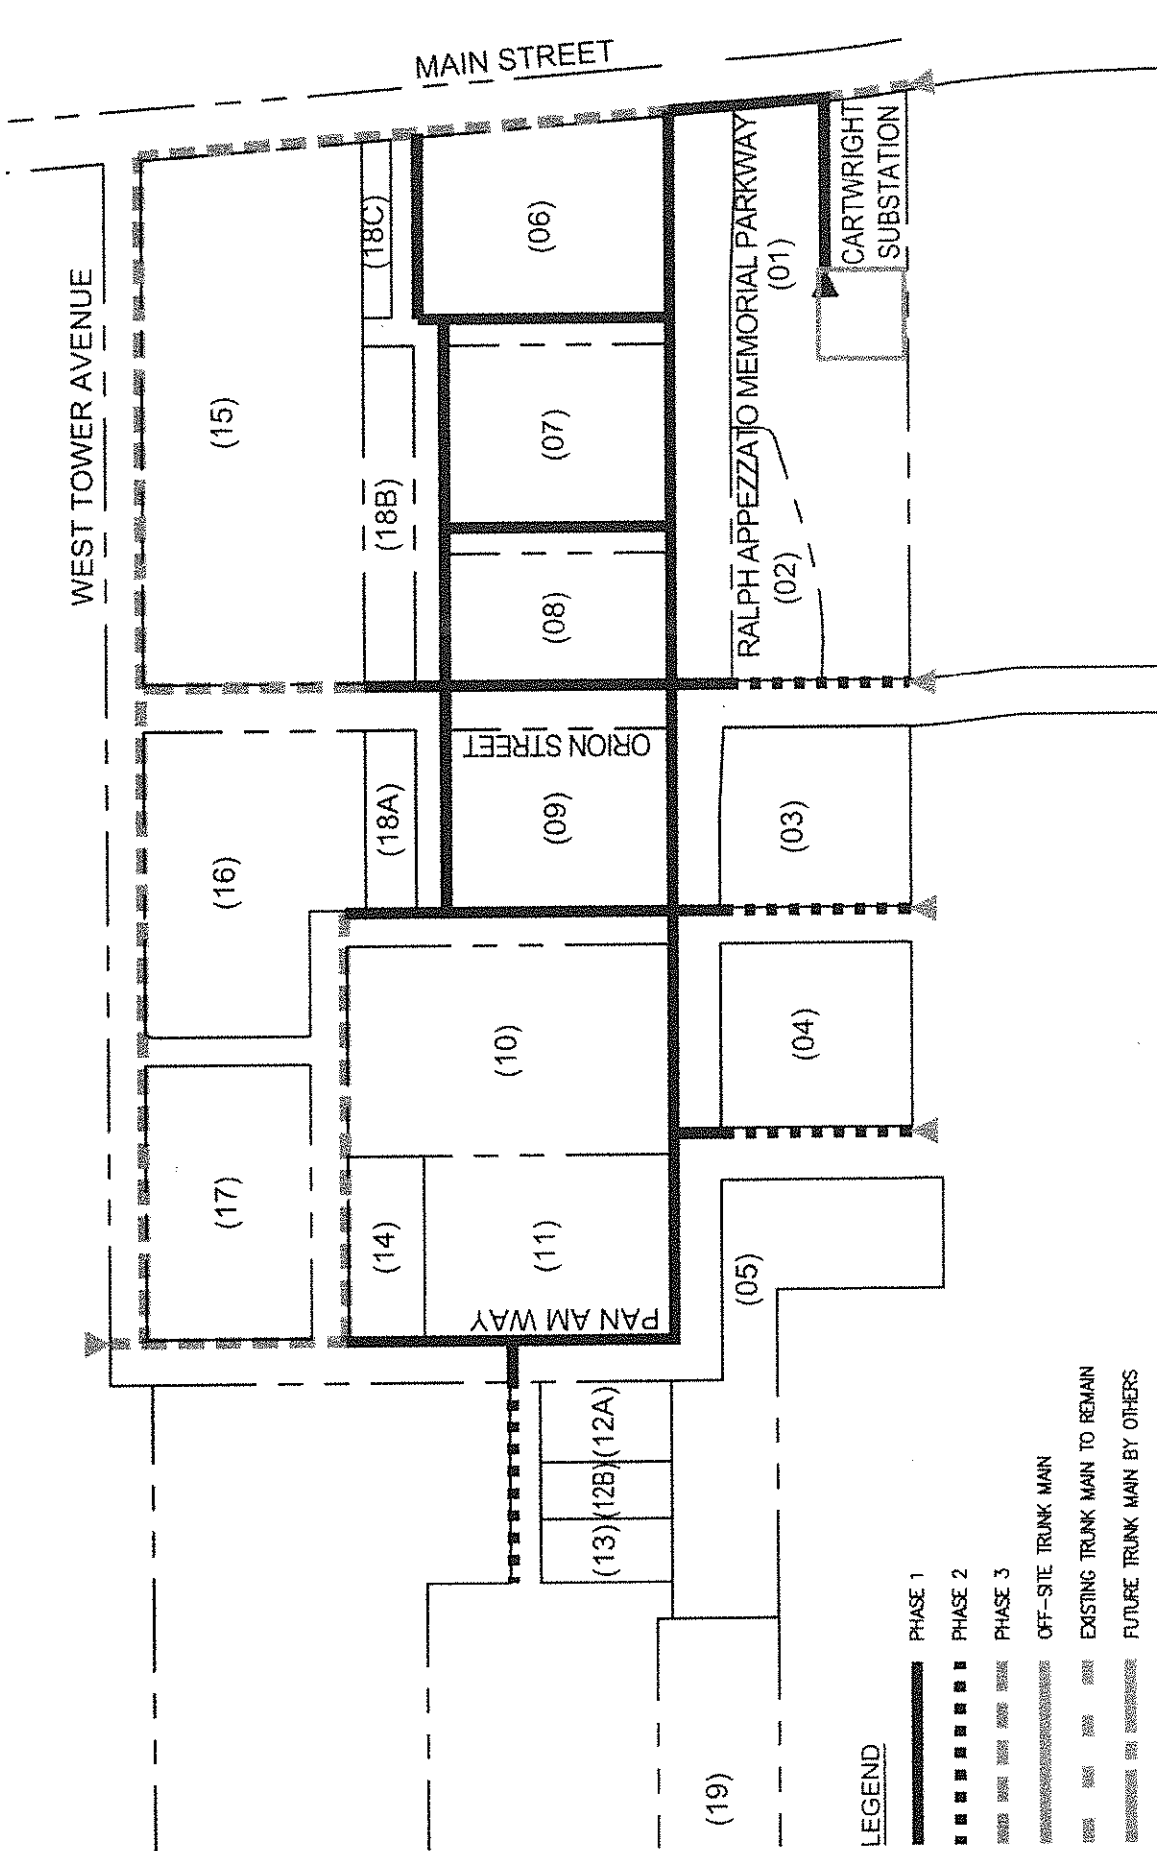 MAIN STREET
WEST TOWER AVENUE
(15)
(18C)
(06)
RALPH APPEZZATO MEMORIAL PARKWAY
(01)
CARTWRIGHT
SUBSTATION
(18B)
(07)
(08)
(02)
(16)
(18A)
ORION STREET
(09)
(03)
(10)
(04)
(17)
(14)
(11)
PAN AM WAY
(05)
(12A)
(12B)
(13)
(19)
LEGEND
PHASE 1
PHASE 2
PHASE 3
OFF-SITE TRUNK MAIN
EXISTING TRUNK MAIN TO REMAIN
FUTURE TRUNK MAIN BY OTHERS